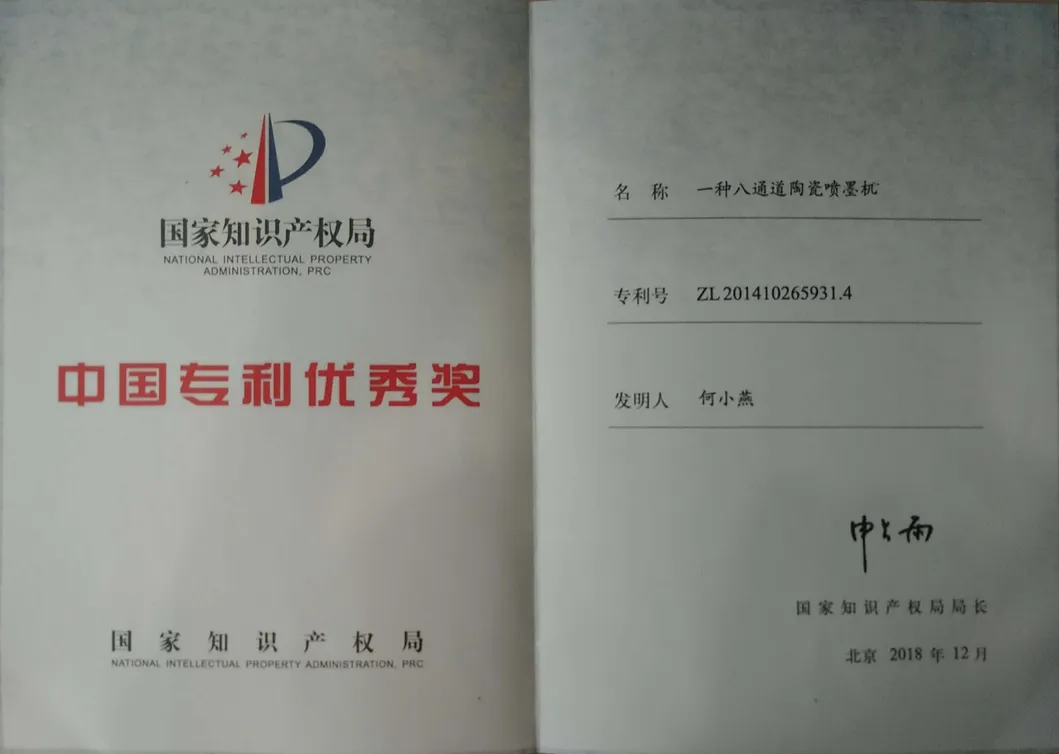 国家知识产权局
NATIONAL INTELLECTUAL PROPERTY
ADMINISTRATION, PRC
中国专利优秀奖
国家知识产权局
NATIONAL INTELLECTUAL PROPERTY ADMINISTRATION, PRC
名 称 一种八通道陶瓷喷墨机
专利号 ZL 201410265931.4
发明人 何小燕
申长雨
国家知识产权局局长
北京 2018 年 12 月